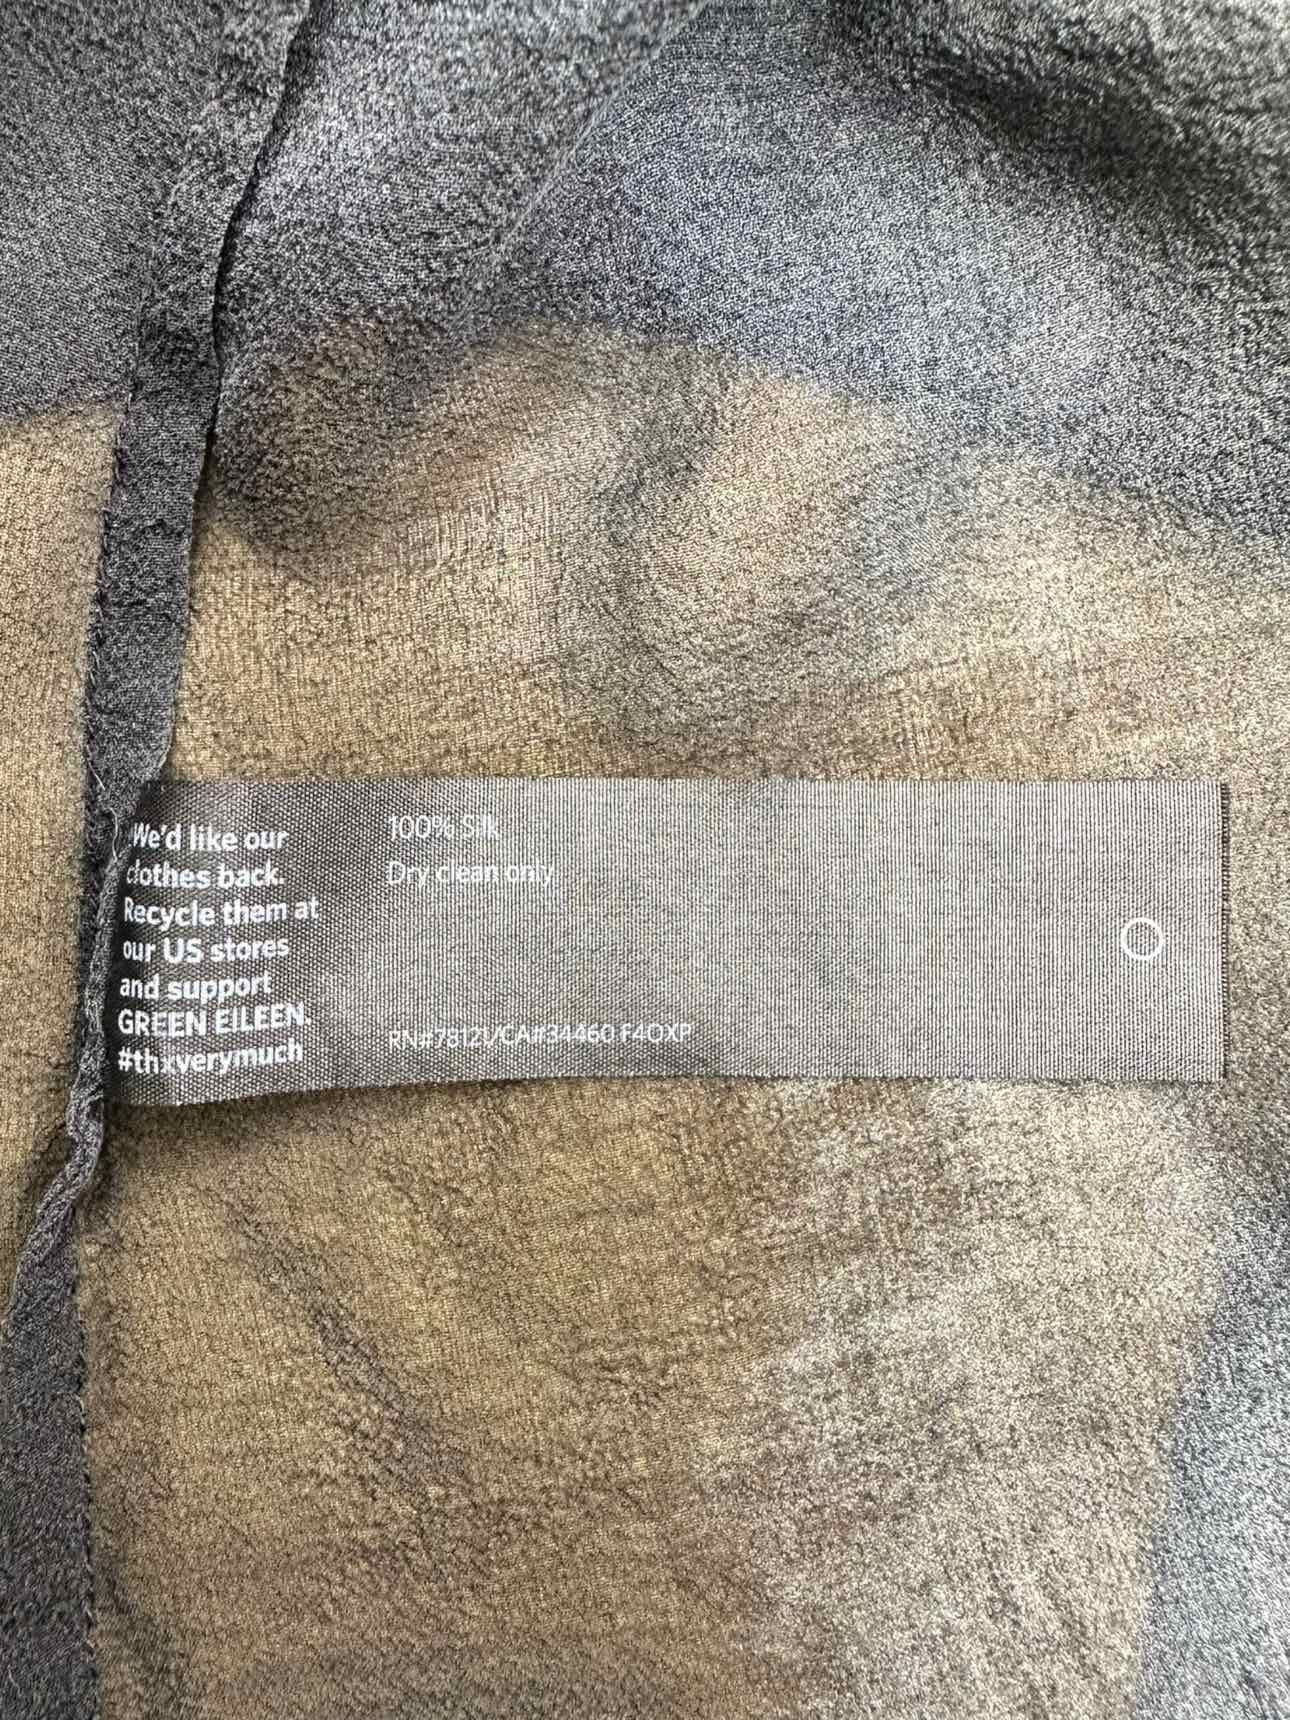 We'd like our
clothes back.
Recycle them at
our US stores
and support
GREEN EILEEN.
#thxverymuch
100% Silk
Dry clean only
RN#78121/CA#34460 F4OXP